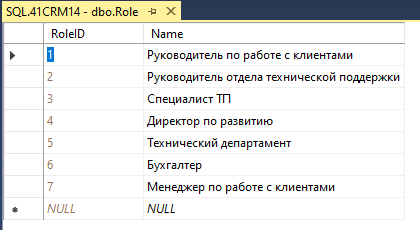 SQL.41CRM14 - dbo.Role
RoleID Name
1 Руководитель по работе с клиентами
2 Руководитель отдела технической поддержки
3 Специалист ТП
4 Директор по развитию
5 Технический департамент
6 Бухгалтер
7 Менеджер по работе с клиентами
NULL NULL